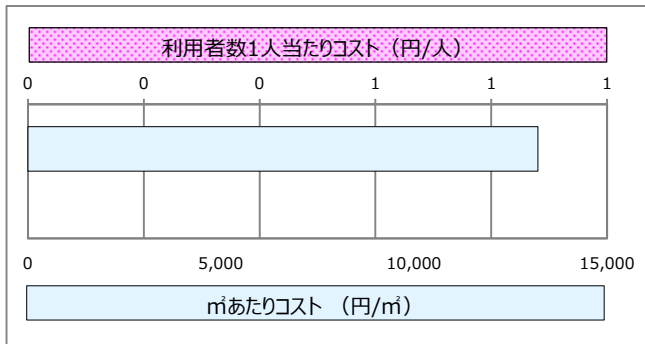 利用者数1人当たりコスト（円/人）
0 0 0 1 1 1
0 5,000 10,000 15,000
㎡あたりコスト （円/㎡）